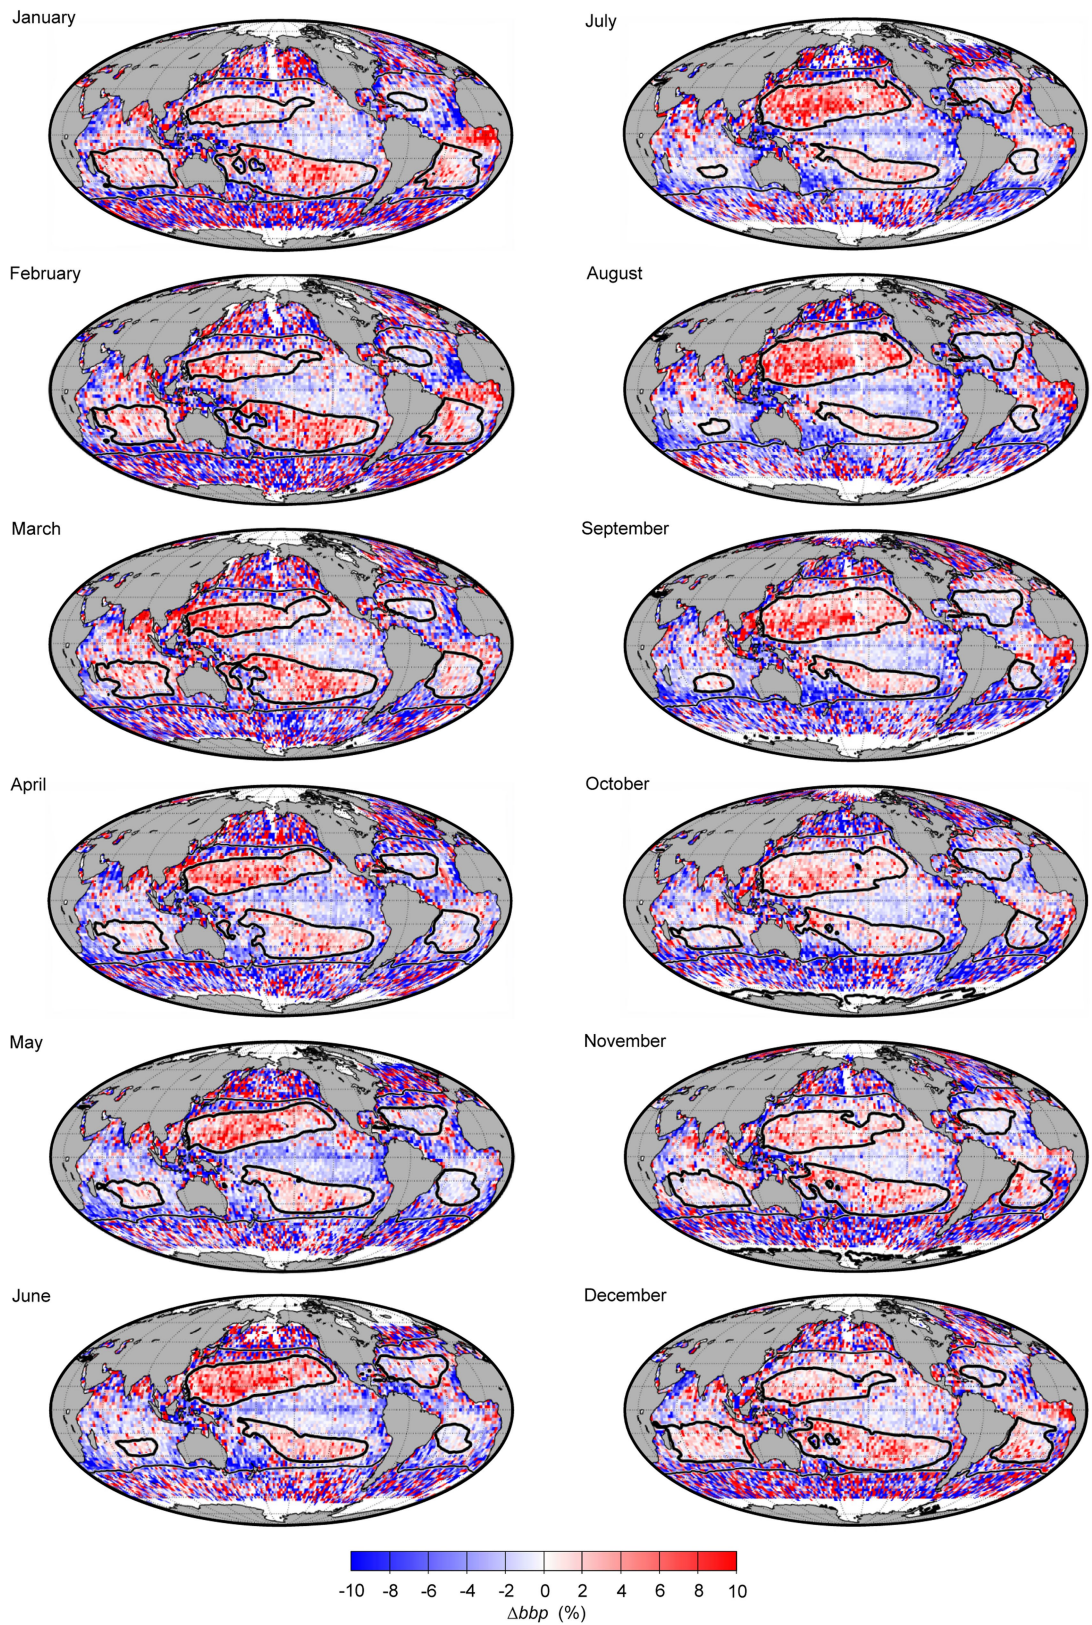 January
July
February
August
March
September
April
October
May
November
June
December
-10 -8 -6 -4 -2 0 2 4 6 8 10
Δbbp (%)